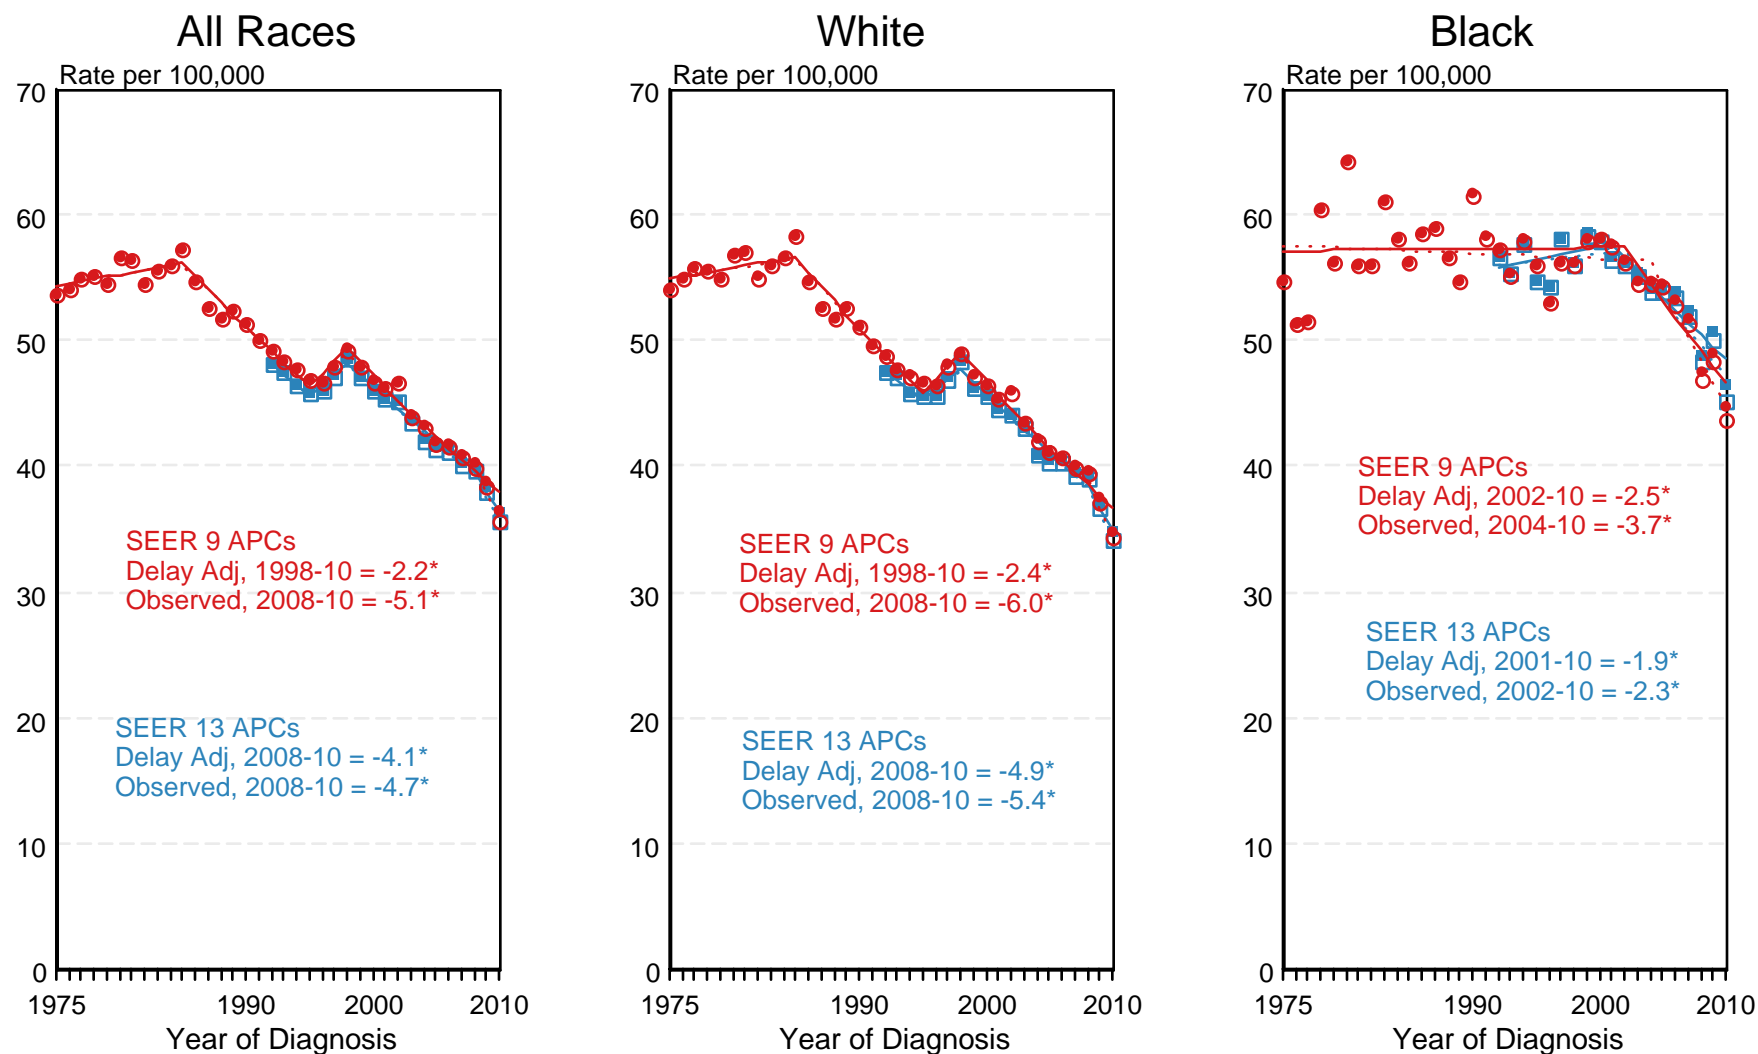 All Races
Rate per 100,000
70
60
50
40
30
20
10
0
SEER 9 APCs
Delay Adj, 1998-10 = -2.2*
Observed, 2008-10 = -5.1*
SEER 13 APCs
Delay Adj, 2008-10 = -4.1*
Observed, 2008-10 = -4.7*
1975 1990 2000 2010
Year of Diagnosis
White
Rate per 100,000
70
60
50
40
30
20
10
0
SEER 9 APCs
Delay Adj, 1998-10 = -2.4*
Observed, 2008-10 = -6.0*
SEER 13 APCs
Delay Adj, 2008-10 = -4.9*
Observed, 2008-10 = -5.4*
1975 1990 2000 2010
Year of Diagnosis
Black
Rate per 100,000
70
60
50
40
30
20
10
0
SEER 9 APCs
Delay Adj, 2002-10 = -2.5*
Observed, 2004-10 = -3.7*
SEER 13 APCs
Delay Adj, 2001-10 = -1.9*
Observed, 2002-10 = -2.3*
1975 1990 2000 2010
Year of Diagnosis